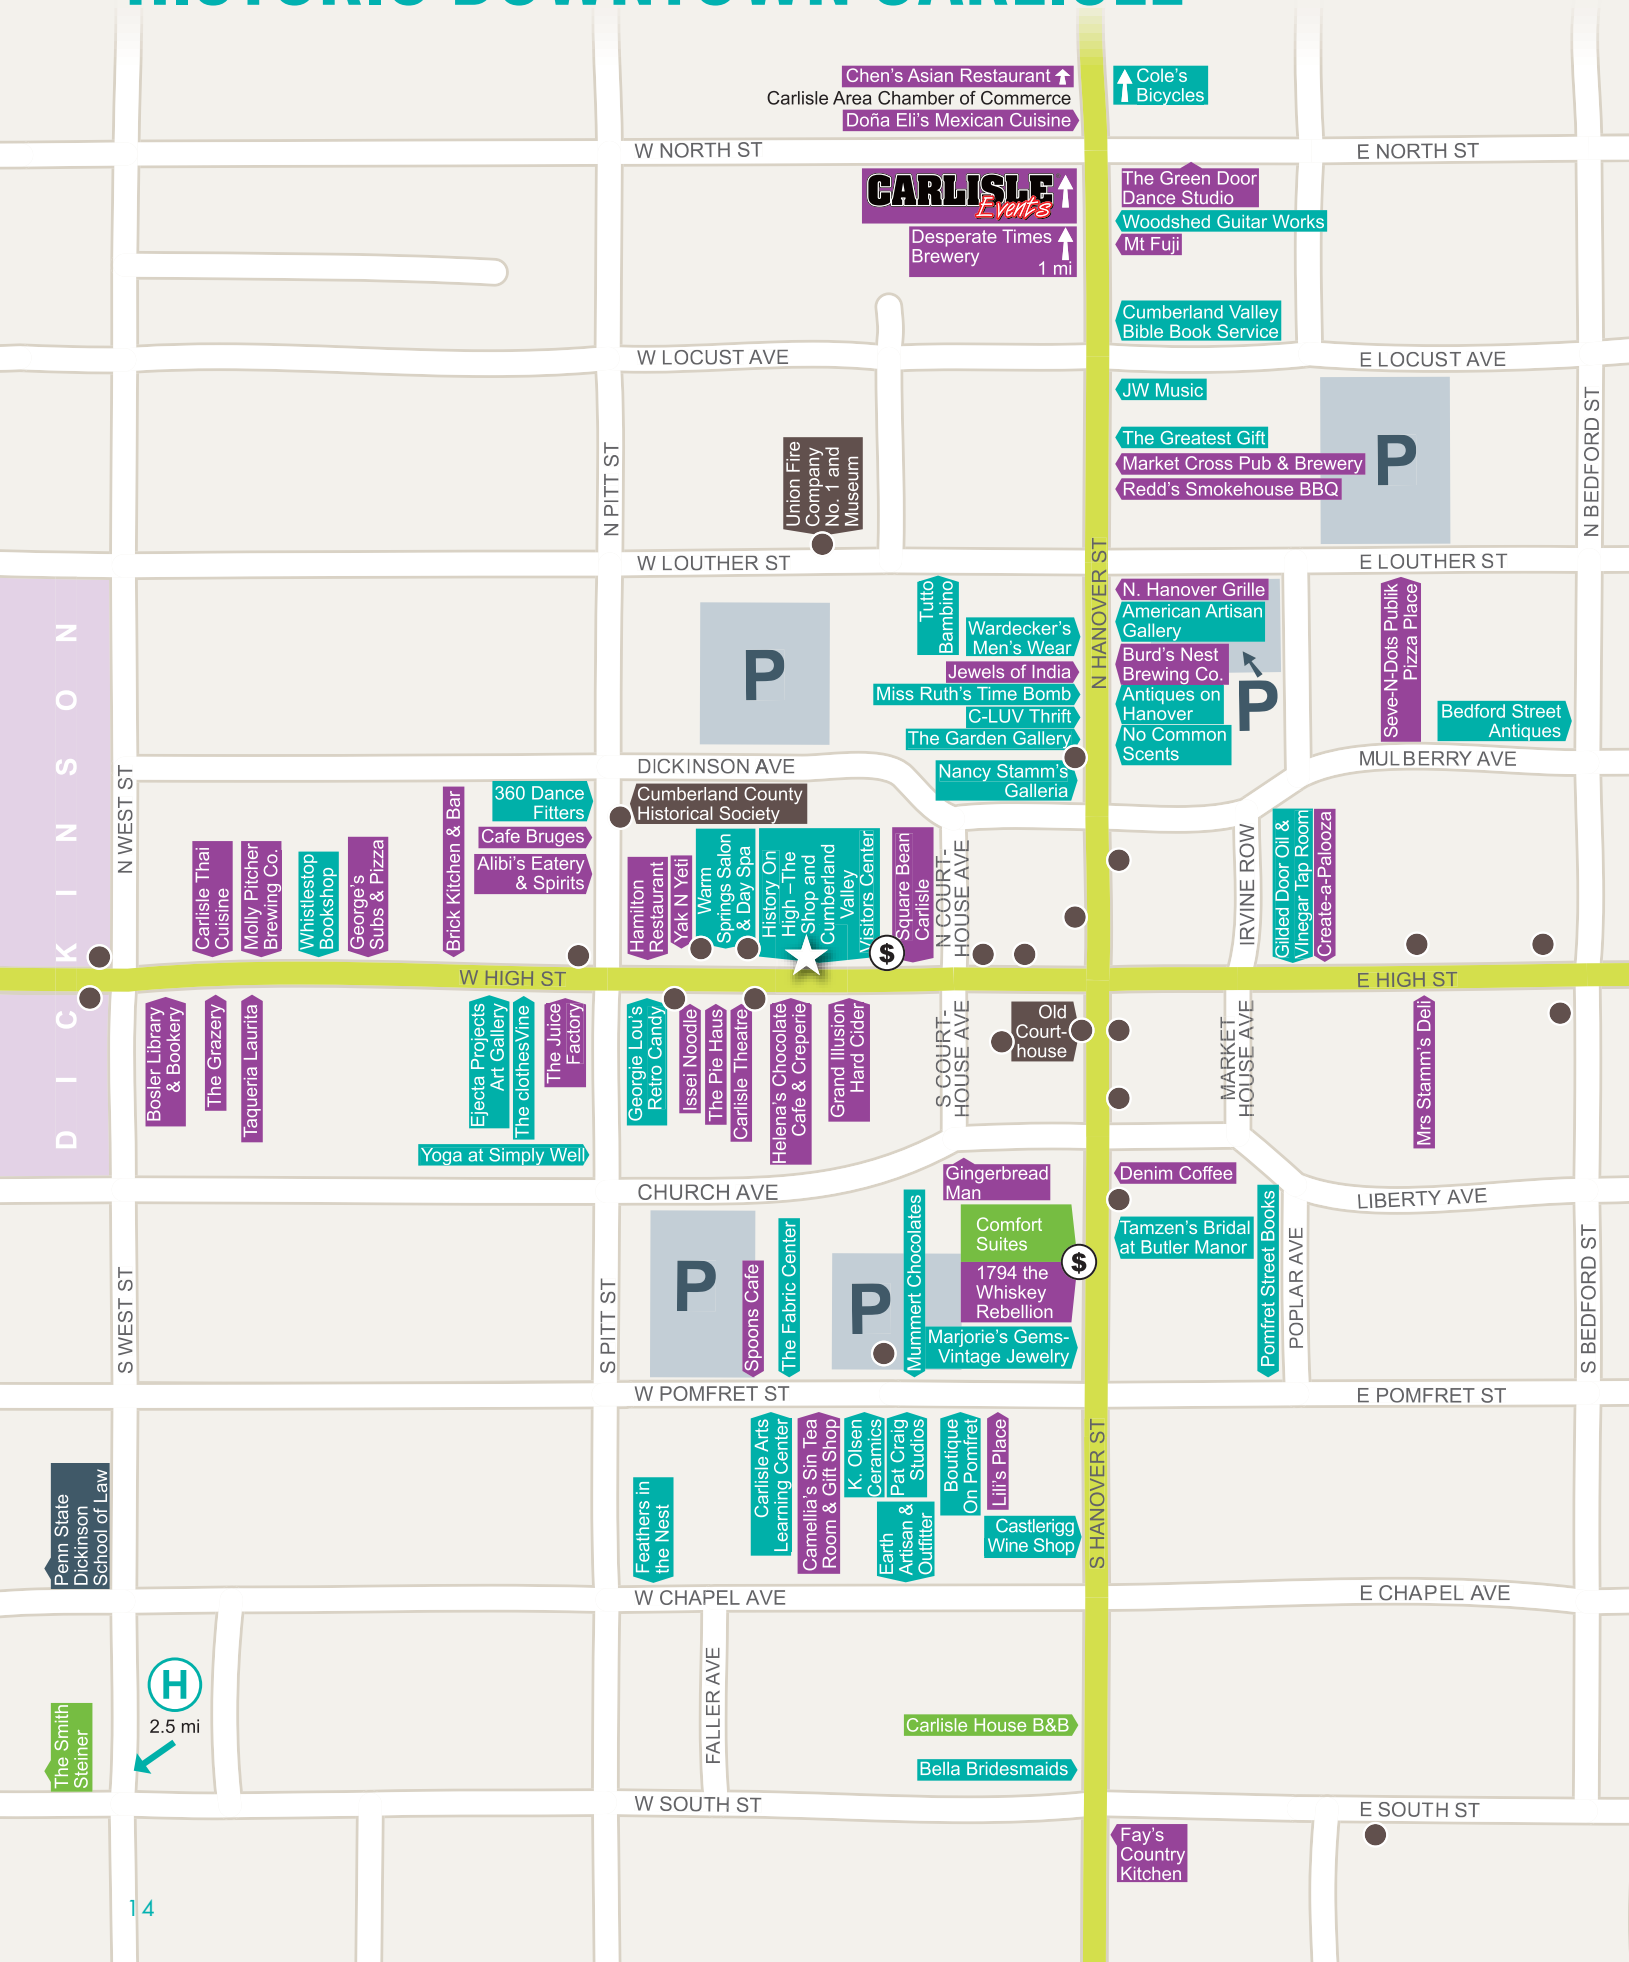 HISTORIC DOWNTOWN CARLISLE
Chen's Asian Restaurant
Carlisle Area Chamber of Commerce
Doña Eli's Mexican Cuisine
Cole's
Bicycles
W NORTH ST
E NORTH ST
CARLISLE
Events
Desperate Times
Brewery
1 mi
The Green Door
Dance Studio
Woodshed Guitar Works
Mt Fuji
Cumberland Valley
Bible Book Service
W LOCUST AVE
E LOCUST AVE
JW Music
The Greatest Gift
Market Cross Pub & Brewery
Redd's Smokehouse BBQ
P
N PITT ST
N BEDFORD ST
Union Fire
Company
No. 1 and
Museum
W LOUTHER ST
E LOUTHER ST
N HANOVER ST
DICKINSON
P
Tutto
Bambino
Wardecker's
Men's Wear
Jewels of India
Miss Ruth's Time Bomb
C-LUV Thrift
The Garden Gallery
Nancy Stamm's
Galleria
N. Hanover Grille
American Artisan
Gallery
Burd's Nest
Brewing Co.
Antiques on
Hanover
No Common
Scents
P
Seve-N-Dots Publik
Pizza Place
Bedford Street
Antiques
DICKINSON AVE
MULBERRY AVE
N WEST ST
Cumberland County
Historical Society
360 Dance
Fitters
Cafe Bruges
Alibi's Eatery
& Spirits
Carlisle Thai
Cuisine
Molly Pitcher
Brewing Co.
Whistlestop
Bookshop
George's
Subs & Pizza
Brick Kitchen & Bar
Hamilton
Restaurant
Yak N Yeti
Warm
Springs Salon
& Day Spa
History On
High –The
Shop and
Cumberland
Valley
Visitors Center
Square Bean
Carlisle
$
N COURT-
HOUSE AVE
IRVINE ROW
Gilded Door Oil &
VInegar Tap Room
Create-a-Palooza
W HIGH ST
E HIGH ST
Bosler Library
& Bookery
The Grazery
Taqueria Laurita
Ejecta Projects
Art Gallery
The clothesVine
The Juice
Factory
Yoga at Simply Well
Georgie Lou's
Retro Candy
Issei Noodle
The Pie Haus
Carlisle Theatre
Helena's Chocolate
Cafe & Creperie
Grand Illusion
Hard Cider
S COURT-
HOUSE AVE
Old
Court-
house
MARKET
HOUSE AVE
Mrs Stamm's Deli
CHURCH AVE
LIBERTY AVE
Gingerbread
Man
Denim Coffee
Comfort
Suites
1794 the
Whiskey
Rebellion
$
Tamzen's Bridal
at Butler Manor
Marjorie's Gems-
Vintage Jewelry
Mummert Chocolates
P
P
Spoons Cafe
The Fabric Center
Pomfret Street Books
POPLAR AVE
S WEST ST
S PITT ST
S BEDFORD ST
W POMFRET ST
E POMFRET ST
S HANOVER ST
Feathers in
the Nest
Carlisle Arts
Learning Center
Camellia's Sin Tea
Room & Gift Shop
K. Olsen
Ceramics
Pat Craig
Studios
Earth
Artisan &
Outfitter
Boutique
On Pomfret
Lili's Place
Castlerigg
Wine Shop
Penn State
Dickinson
School of Law
W CHAPEL AVE
E CHAPEL AVE
H
2.5 mi
The Smith
Steiner
FALLER AVE
Carlisle House B&B
Bella Bridesmaids
W SOUTH ST
E SOUTH ST
Fay's
Country
Kitchen
14